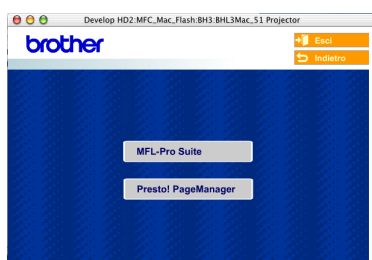 Develop HD2:MFC_Mac_Flash:BH3:BHL3Mac_51 Projector
brother
Esci
Indietro
MFL-Pro Suite
Presto! PageManager